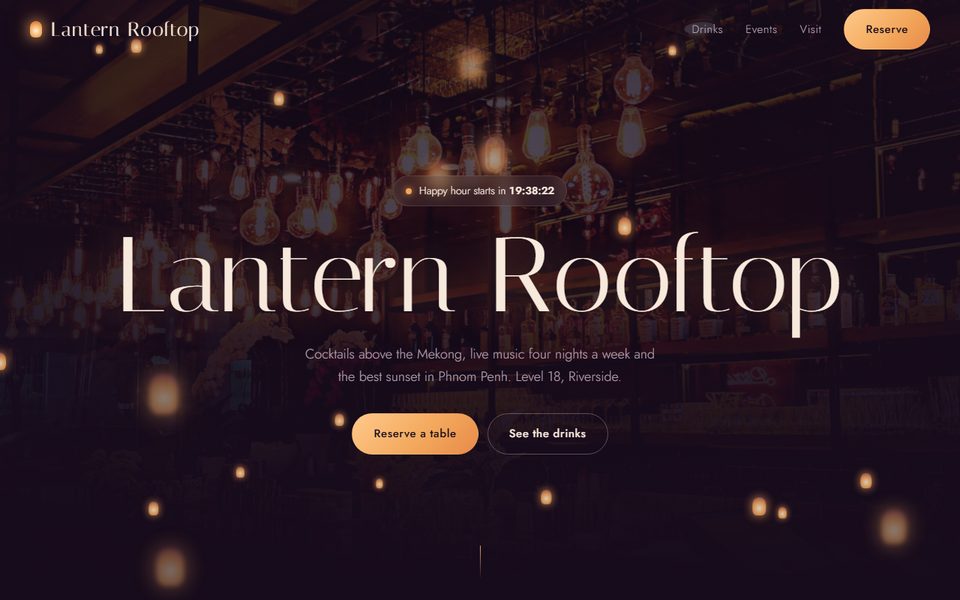 Lantern Rooftop
Drinks Events Visit Reserve
Happy hour starts in 19:38:22
Lantern Rooftop
Cocktails above the Mekong, live music four nights a week and
the best sunset in Phnom Penh. Level 18, Riverside.
Reserve a table See the drinks